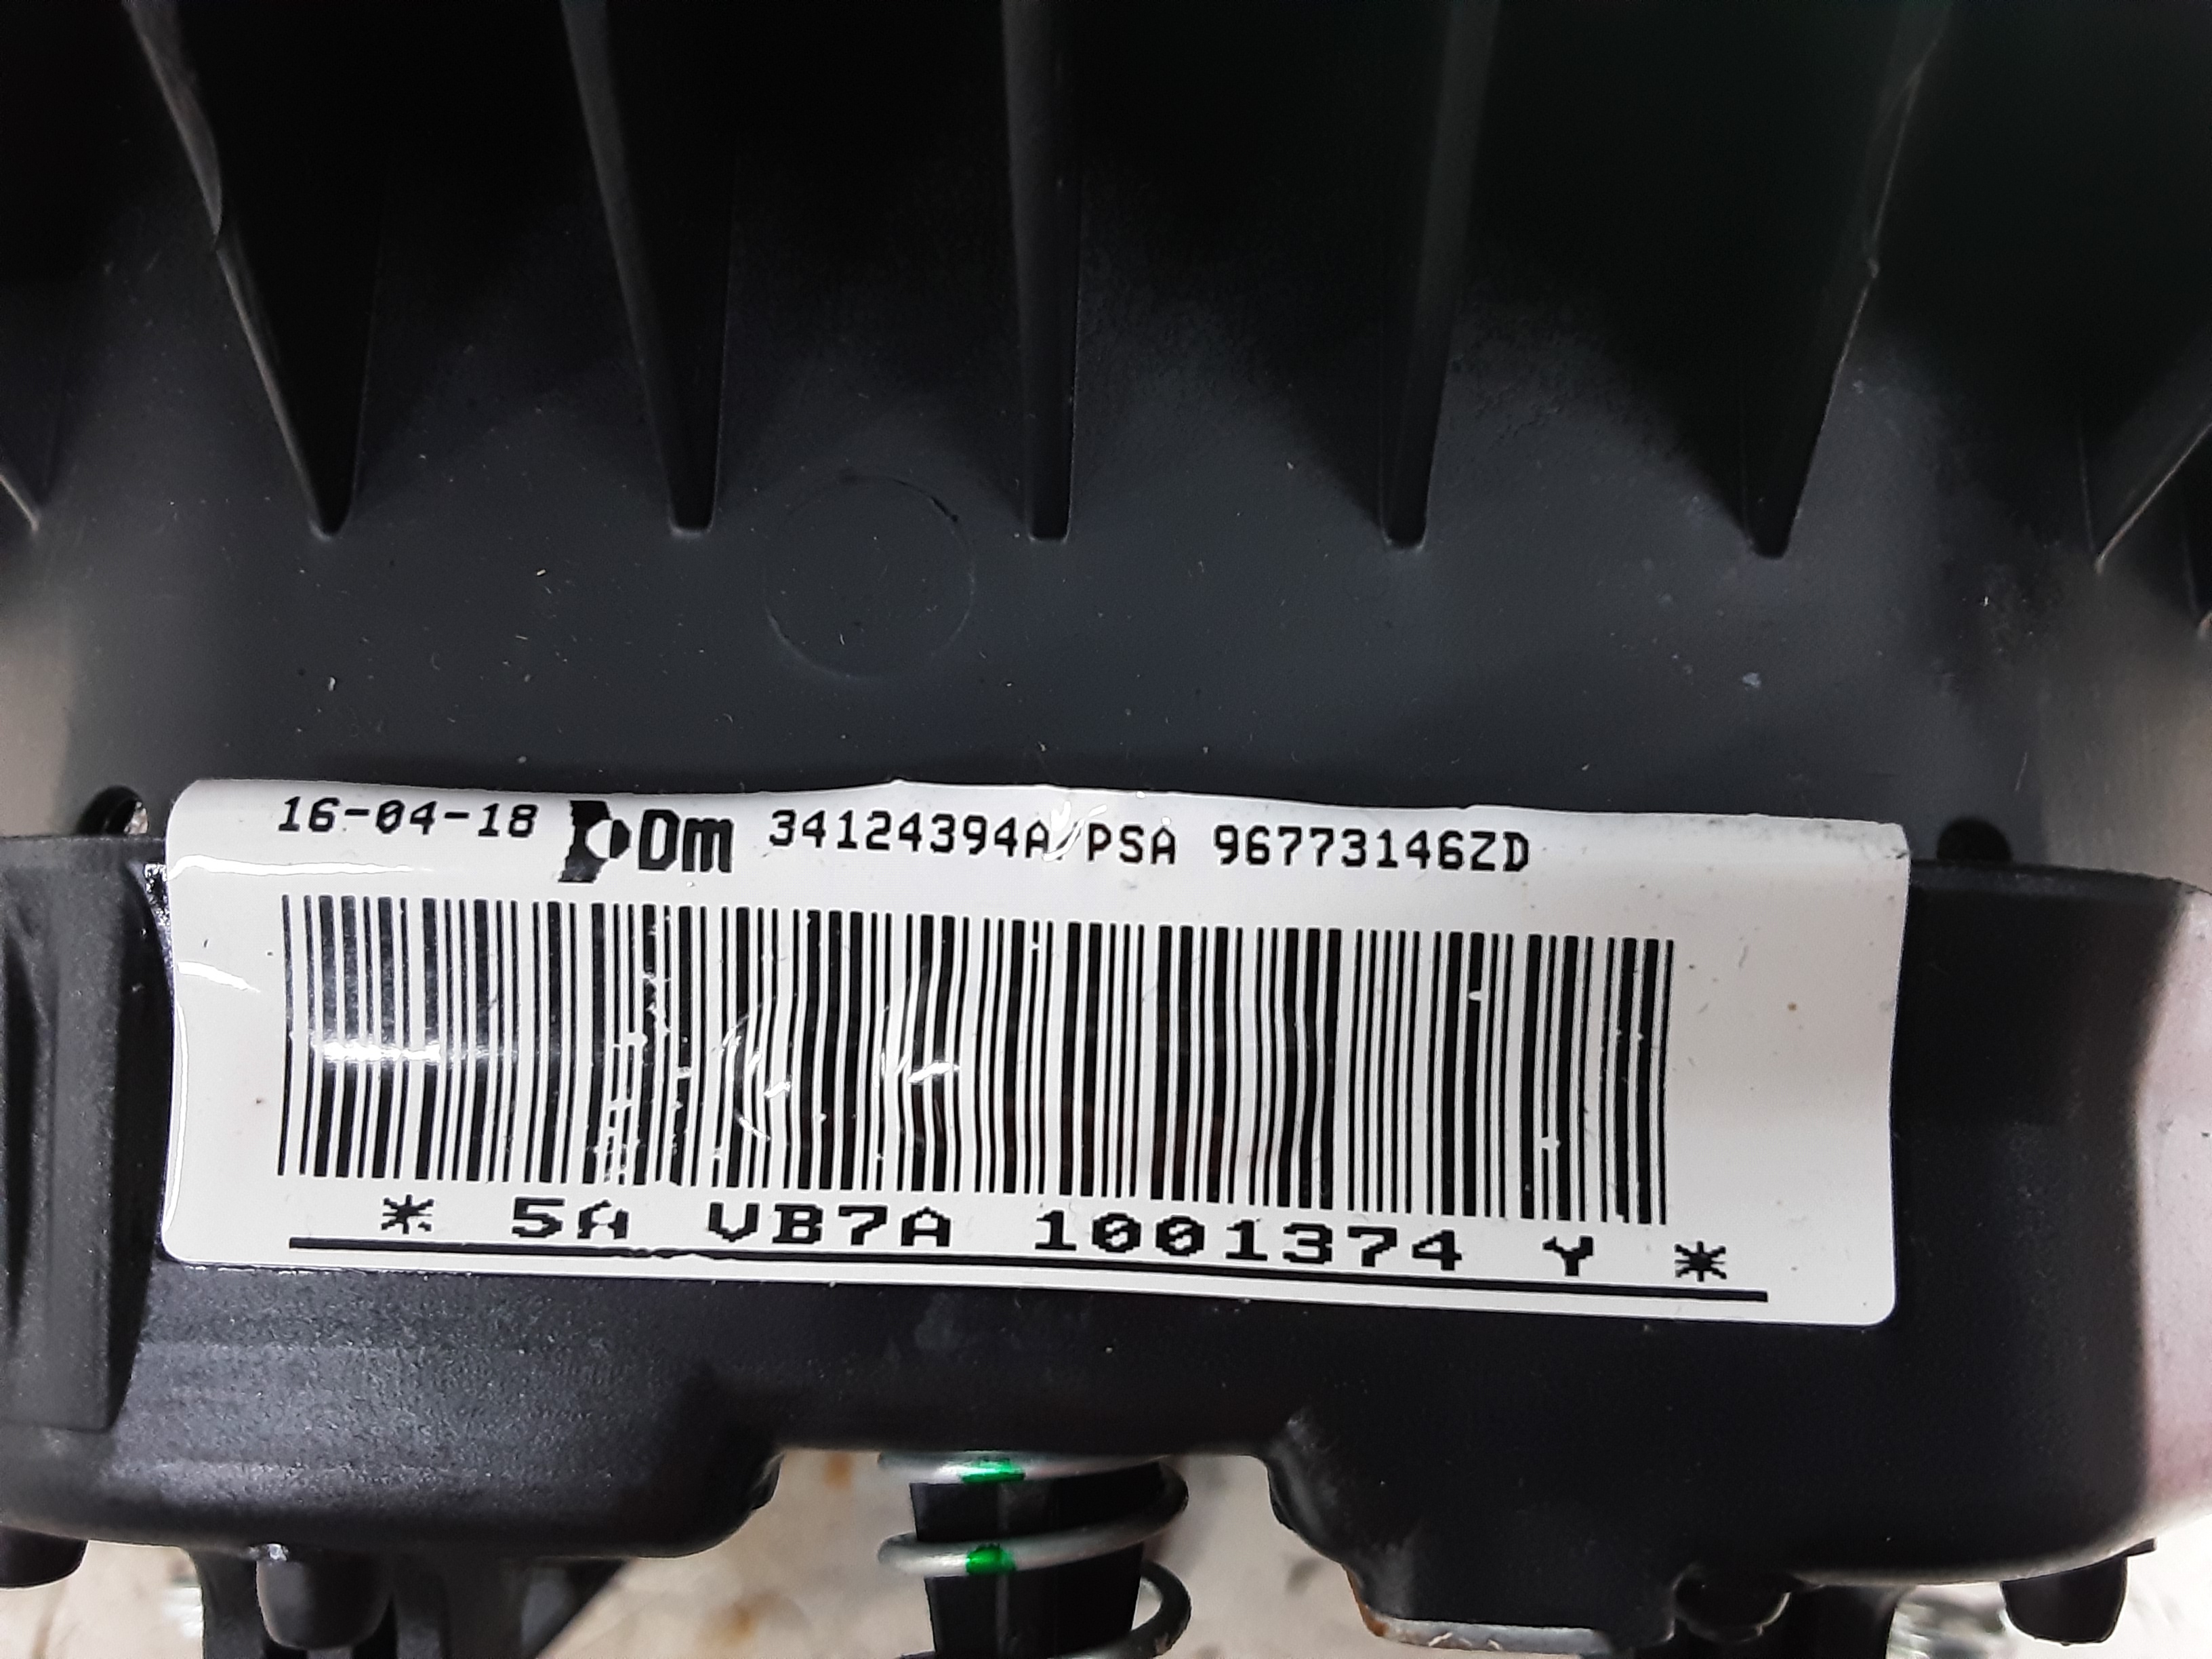 16-04-18 Dm 34124394A/PSA 96773146ZD
* 5A VB7A 1001374 Y *